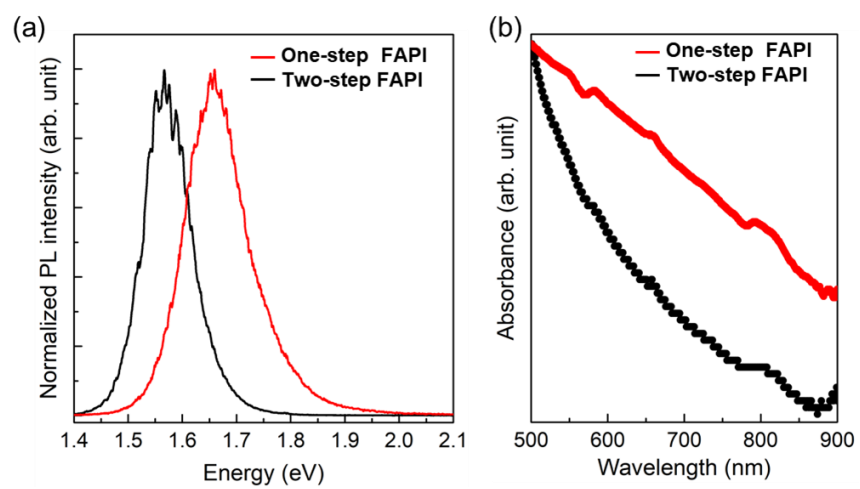 (a)
One-step FAPI
Two-step FAPI
Normalized PL intensity (arb. unit)
1.4 1.5 1.6 1.7 1.8 1.9 2.0 2.1
Energy (eV)
(b)
One-step FAPI
Two-step FAPI
Absorbance (arb. unit)
500 600 700 800 900
Wavelength (nm)